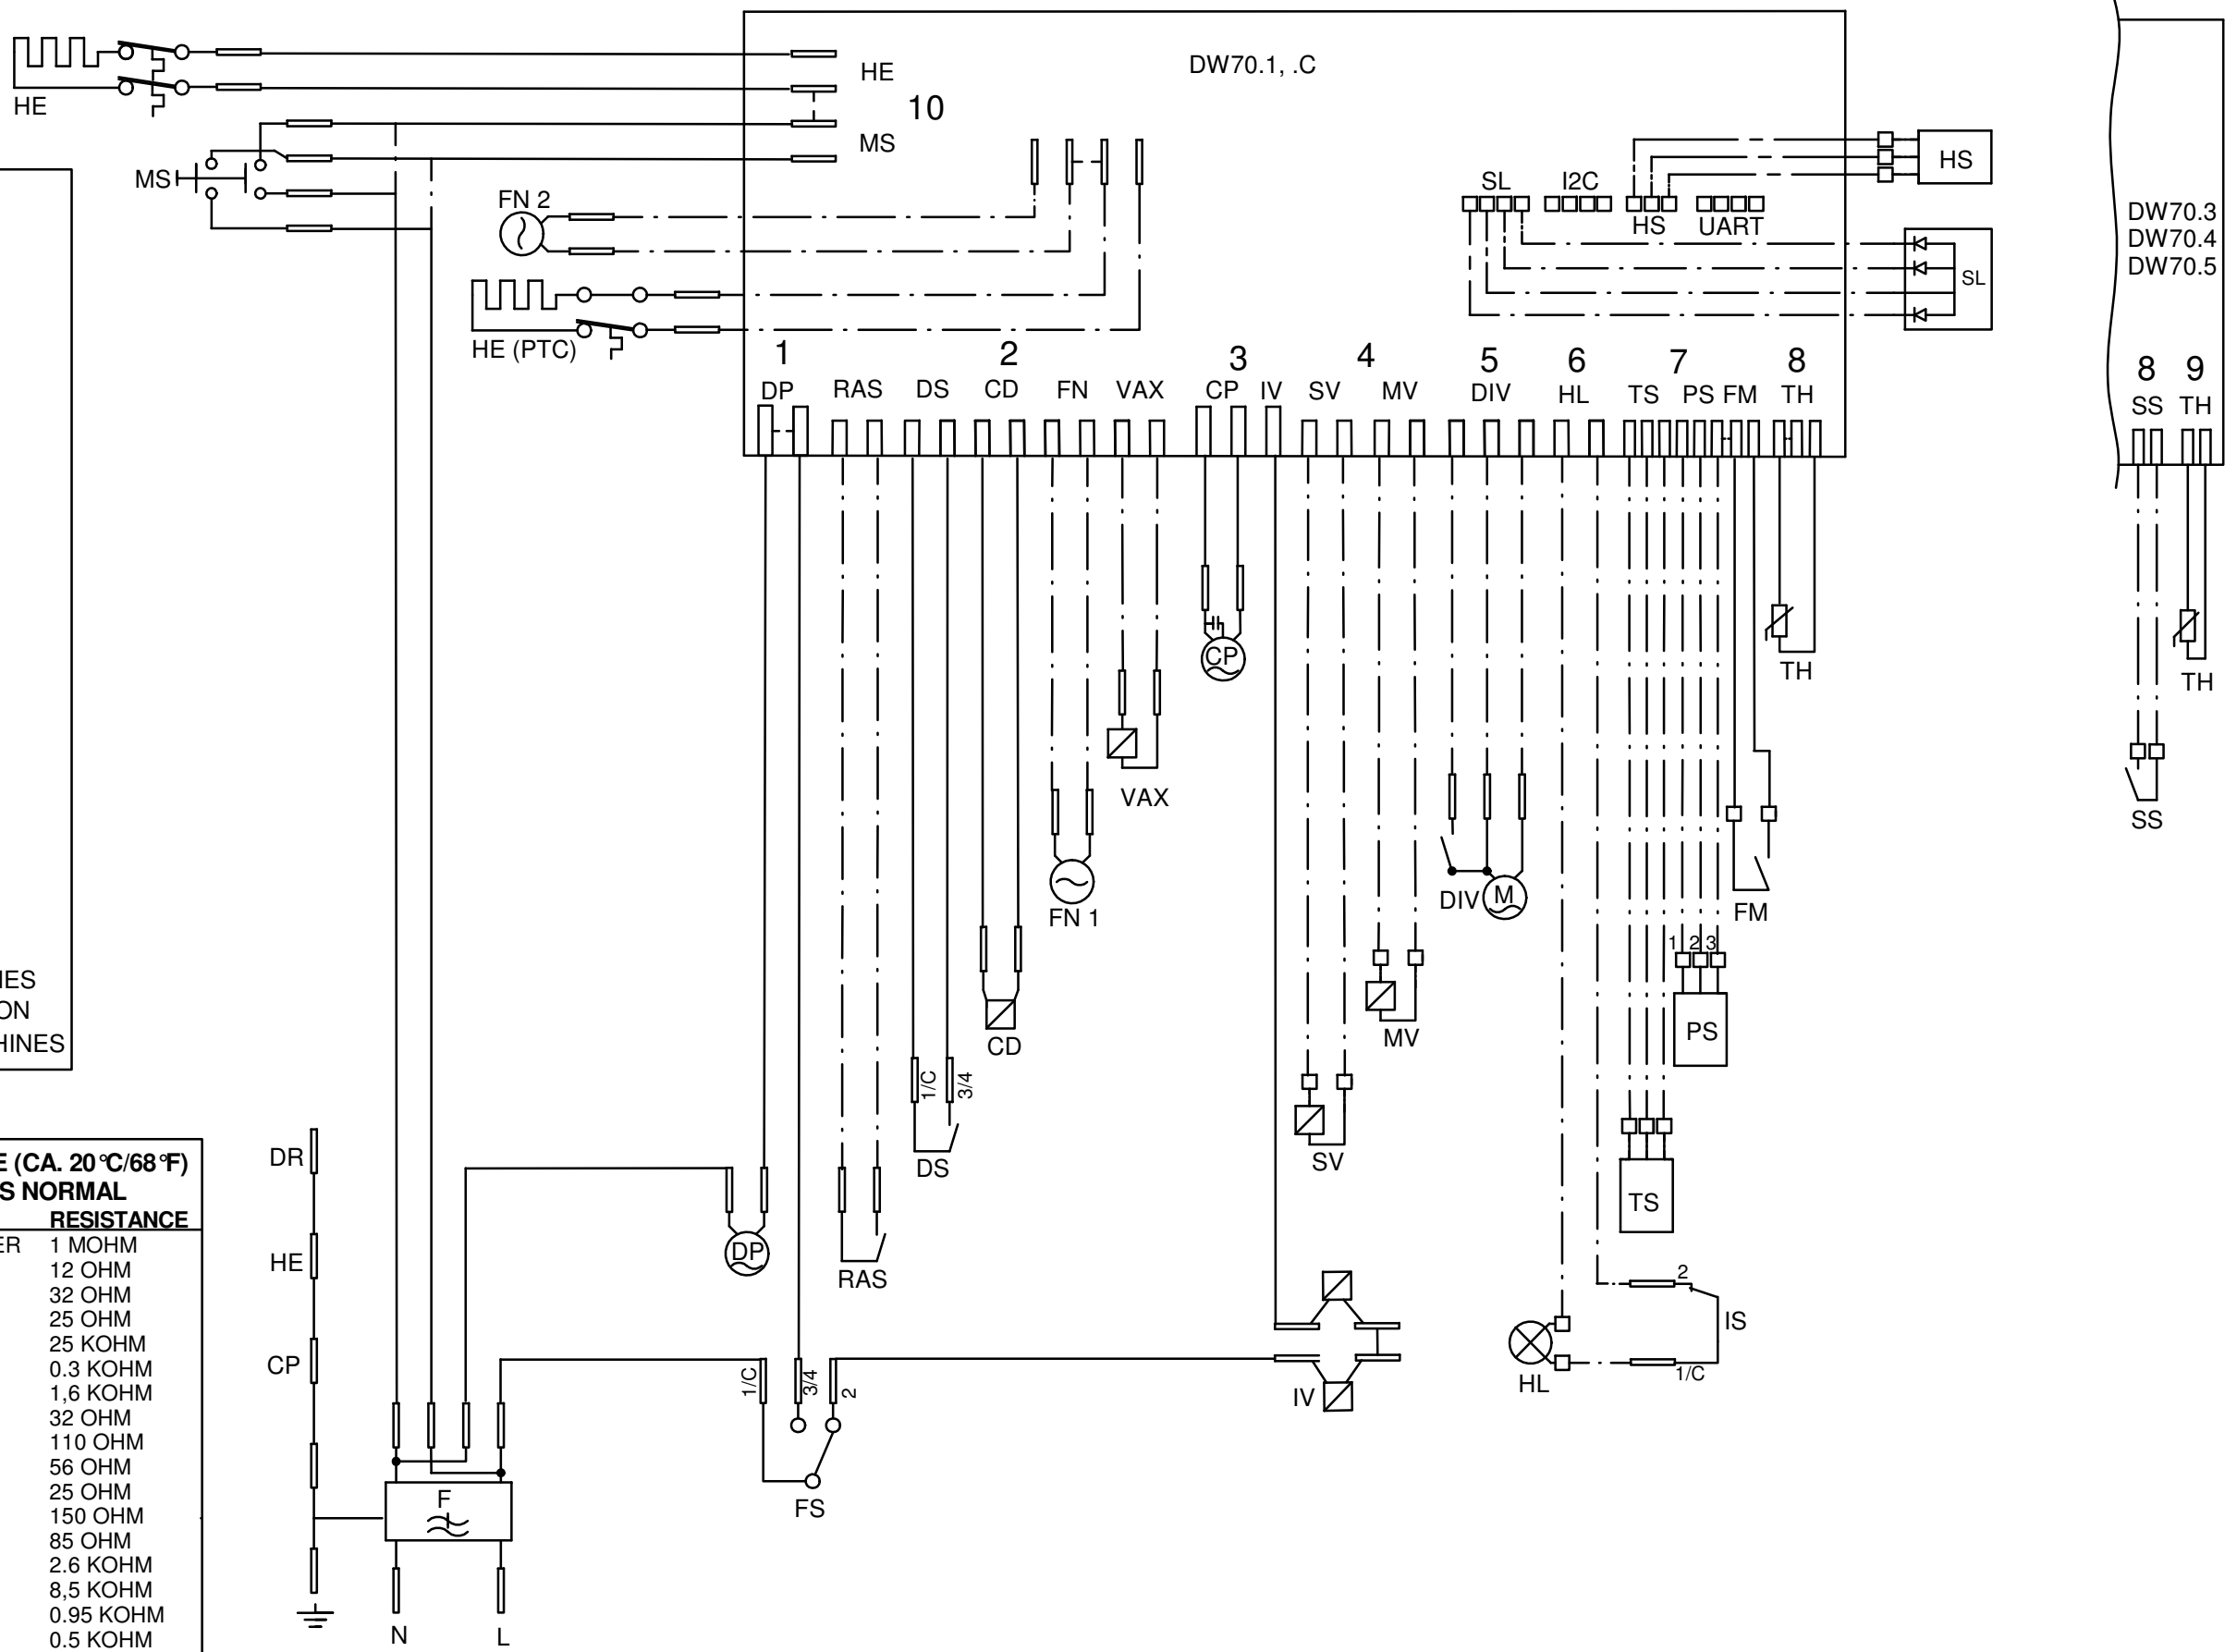 DW70.1, .C
HE
HE
10
MS
MS
HS
SL
I2C
HS
UART
FN 2
SL
DW70.3
DW70.4
DW70.5
HE (PTC)
1
2
3
4
5
6
7
8
8
9
DP
RAS
DS
CD
FN
VAX
CP
IV
SV
MV
DIV
HL
TS
PS
FM
TH
SS
TH
CP
TH
TH
VAX
SS
DIV
M
FN 1
FM
1
2
3
CD
MV
PS
1/C
3/4
DS
SV
TS
DP
RAS
2
IS
1/C
HL
IV
1/C
3/4
2
FS
DR
HE
CP
F
N
L
ON
HINES
(CA. 20°C/68°F)
S NORMAL
RESISTANCE
ER 1 MOHM
12 OHM
32 OHM
25 OHM
25 KOHM
0.3 KOHM
1,6 KOHM
32 OHM
110 OHM
56 OHM
25 OHM
150 OHM
85 OHM
2.6 KOHM
8,5 KOHM
0.95 KOHM
0.5 KOHM